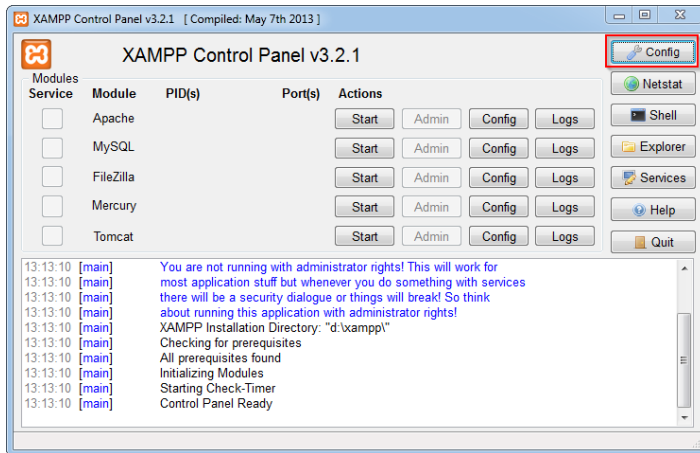 XAMPP Control Panel v3.2.1 [ Compiled: May 7th 2013 ]
XAMPP Control Panel v3.2.1
Config
Modules
Service Module PID(s) Port(s) Actions
Netstat
Apache Start Admin Config Logs
Shell
MySQL Start Admin Config Logs
Explorer
FileZilla Start Admin Config Logs
Services
Mercury Start Admin Config Logs
Help
Tomcat Start Admin Config Logs
Quit
13:13:10 [main] You are not running with administrator rights! This will work for
13:13:10 [main] most application stuff but whenever you do something with services
13:13:10 [main] there will be a security dialogue or things will break! So think
13:13:10 [main] about running this application with administrator rights!
13:13:10 [main] XAMPP Installation Directory: "d:\xampp\"
13:13:10 [main] Checking for prerequisites
13:13:10 [main] All prerequisites found
13:13:10 [main] Initializing Modules
13:13:10 [main] Starting Check-Timer
13:13:10 [main] Control Panel Ready